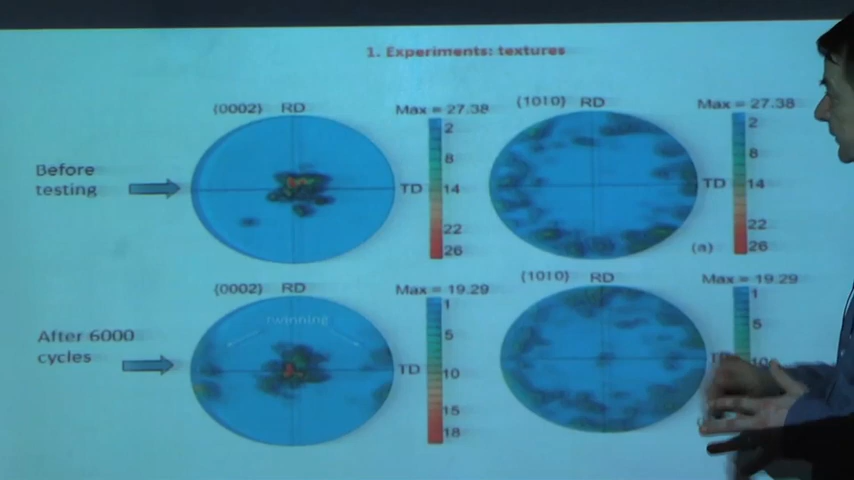 1. Experiments: textures
{0002} RD
Max = 27.38
{1010} RD
Max = 27.38
Before
testing
TD
2
8
14
22
26
TD
2
8
14
22
26
(a)
{0002} RD
Max = 19.29
{1010} RD
Max = 19.29
After 6000
cycles
twinning
TD
1
5
10
15
18
1
5
10